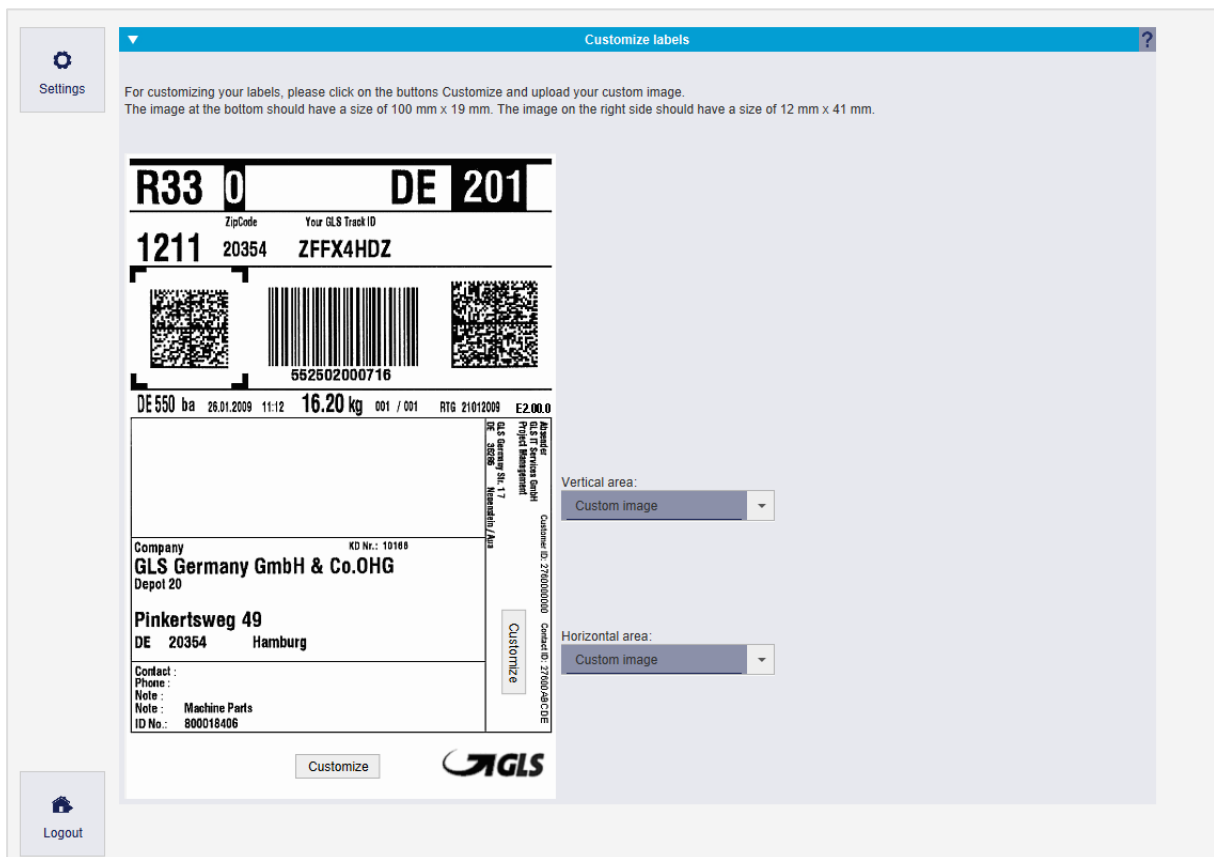 Customize labels
?
Settings
For customizing your labels, please click on the buttons Customize and upload your custom image.
The image at the bottom should have a size of 100 mm x 19 mm. The image on the right side should have a size of 12 mm x 41 mm.
R33 0 DE 201
ZipCode Your GLS Track ID
1211 20354 ZFFX4HDZ
552502000716
DE 550 ba 26.01.2009 11:12 16.20 kg 001 / 001 RTG 21012009 E2.00.0
Absender
GLS IT Services GmbH
Project Management
Customer ID: 2760000000 Contact ID: 27600ABCDE
GLS Germany Str. 1 7
DE 36286 Neuenstein / Aua
Vertical area:
Custom image
Company KD Nr.: 10166
GLS Germany GmbH & Co.OHG
Depot 20
Pinkertsweg 49
DE 20354 Hamburg
Customize
Horizontal area:
Custom image
Contact :
Phone :
Note :
Note : Machine Parts
ID No.: 800018406
Customize
GLS
Logout